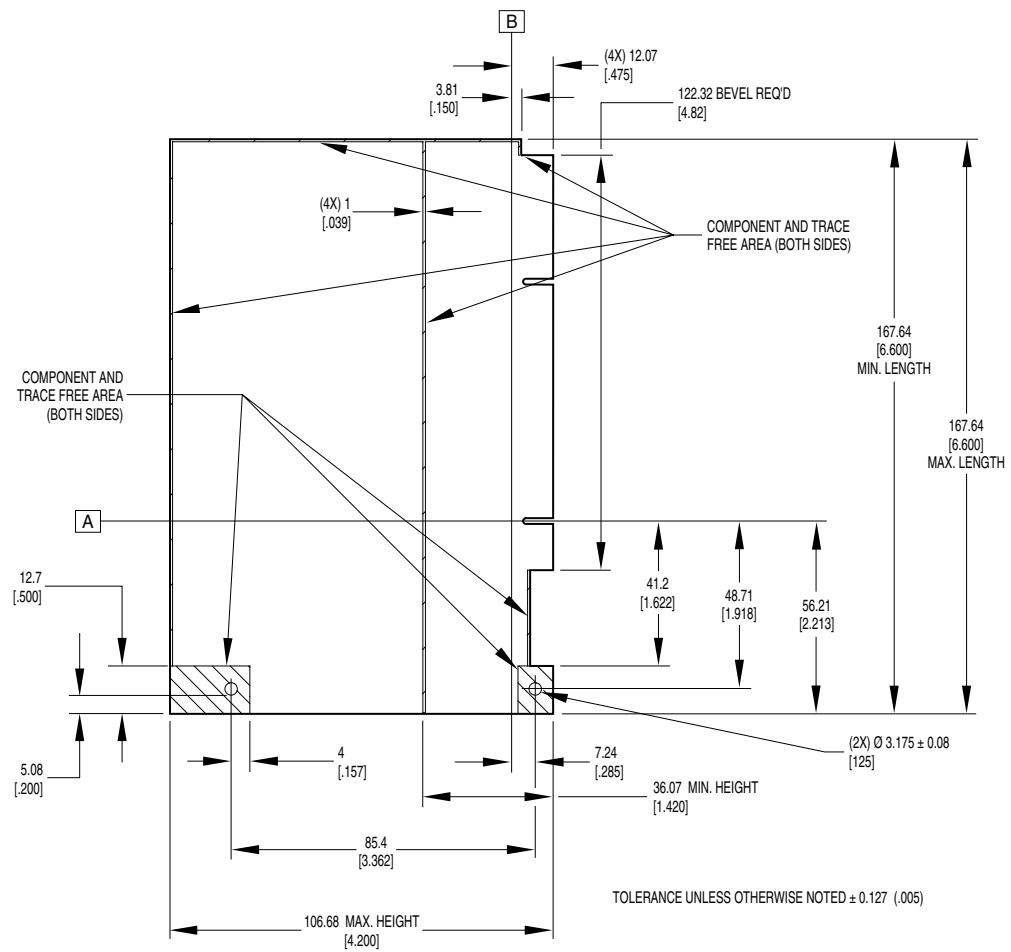 B
(4X) 12.07
[.475]
3.81
[.150]
122.32 BEVEL REQ'D
[4.82]
(4X) 1
[.039]
COMPONENT AND TRACE
FREE AREA (BOTH SIDES)
167.64
[6.600]
MIN. LENGTH
COMPONENT AND
TRACE FREE AREA
(BOTH SIDES)
167.64
[6.600]
MAX. LENGTH
A
12.7
[.500]
41.2
[1.622]
48.71
[1.918]
56.21
[2.213]
5.08
[.200]
4
[.157]
7.24
[.285]
(2X) Ø 3.175 ± 0.08
[125]
36.07 MIN. HEIGHT
[1.420]
85.4
[3.362]
TOLERANCE UNLESS OTHERWISE NOTED ± 0.127 (.005)
106.68 MAX. HEIGHT
[4.200]